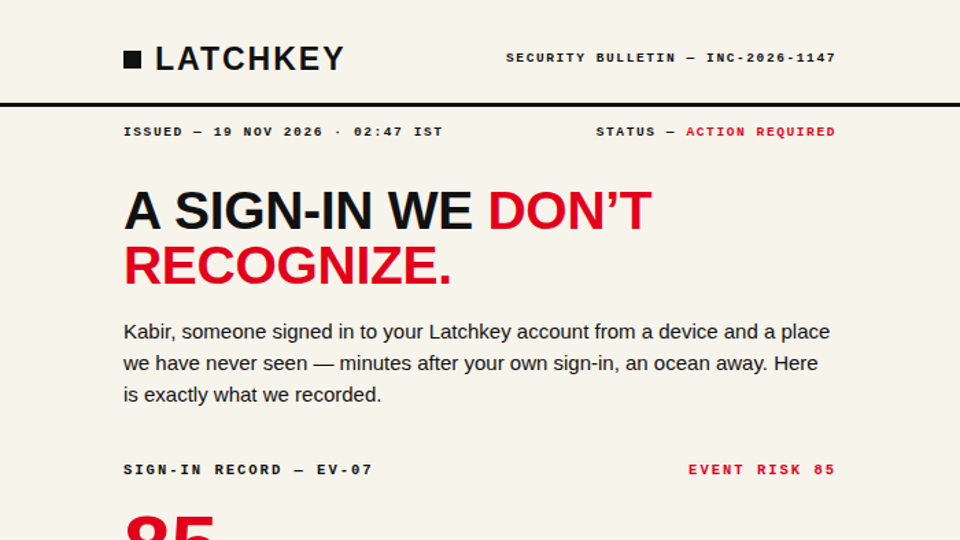 LATCHKEY
SECURITY BULLETIN — INC-2026-1147
ISSUED — 19 NOV 2026 · 02:47 IST
STATUS — ACTION REQUIRED
A SIGN-IN WE DON’T
RECOGNIZE.
Kabir, someone signed in to your Latchkey account from a device and a place
we have never seen — minutes after your own sign-in, an ocean away. Here
is exactly what we recorded.
SIGN-IN RECORD — EV-07
EVENT RISK 85
85